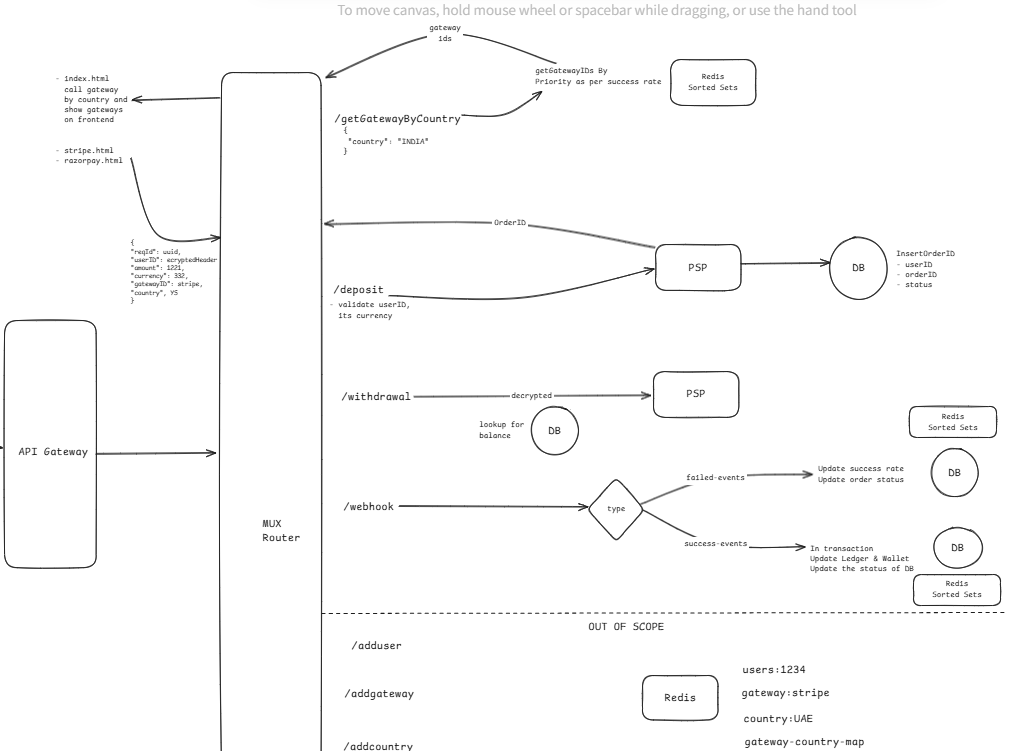 To move canvas, hold mouse wheel or spacebar while dragging, or use the hand tool
gateway
ids
getGatewayIDs By
Priority as per success rate
Redis
Sorted Sets
- index.html
call gateway
by country and
show gateways
on frontend
/getGatewayByCountry
{
"country": "INDIA"
}
- stripe.html
- razorpay.html
{
"reqId": uuid,
"userID": ecryptedHeader
"amount": 1221,
"currency": 332,
"gatewayID": stripe,
"country", YS
}
OrderID
PSP
DB
InsertOrderID
- userID
- orderID
- status
/deposit
- validate userID,
its currency
/withdrawal
decrypted
PSP
lookup for
balance
DB
Redis
Sorted Sets
API Gateway
MUX
Router
/webhook
type
failed-events
Update success rate
Update order status
DB
success-events
In transaction
Update Ledger & Wallet
Update the status of DB
DB
Redis
Sorted Sets
OUT OF SCOPE
/adduser
/addgateway
/addcountry
Redis
users:1234
gateway:stripe
country:UAE
gateway-country-map